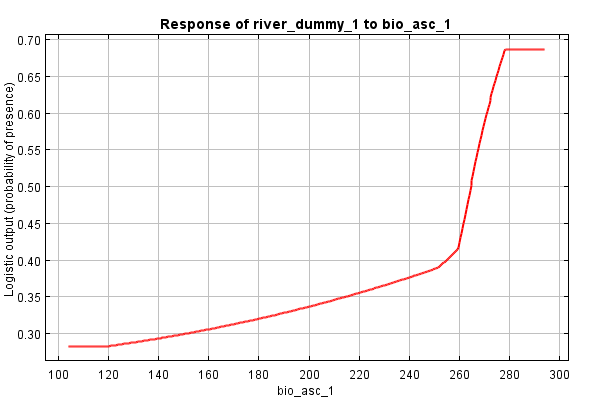 Response of river_dummy_1 to bio_asc_1
Logistic output (probability of presence)
0.70
0.65
0.60
0.55
0.50
0.45
0.40
0.35
0.30
100 120 140 160 180 200 220 240 260 280 300
bio_asc_1